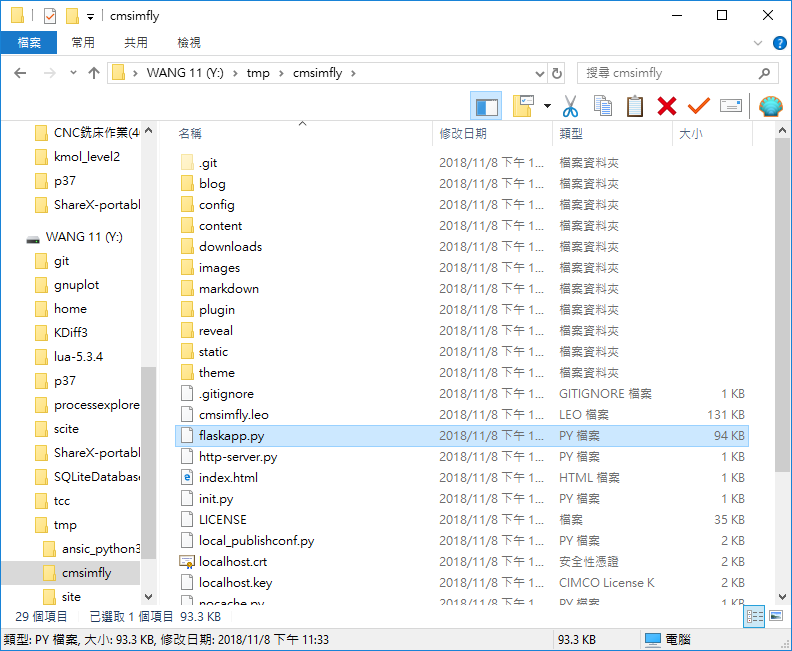 cmsimfly
檔案 常用 共用 檢視
WANG 11 (Y:) tmp cmsimfly 搜尋 cmsimfly
CNC銑床作業(4
kmol_level2
p37
ShareX-portabl
WANG 11 (Y:)
git
gnuplot
home
KDiff3
lua-5.3.4
p37
processexplore
scite
ShareX-portabl
SQLiteDatabase
tcc
tmp
ansic_python3
cmsimfly
site
名稱 修改日期 類型 大小
.git 2018/11/8 下午 1... 檔案資料夾
blog 2018/11/8 下午 1... 檔案資料夾
config 2018/11/8 下午 1... 檔案資料夾
content 2018/11/8 下午 1... 檔案資料夾
downloads 2018/11/8 下午 1... 檔案資料夾
images 2018/11/8 下午 1... 檔案資料夾
markdown 2018/11/8 下午 1... 檔案資料夾
plugin 2018/11/8 下午 1... 檔案資料夾
reveal 2018/11/8 下午 1... 檔案資料夾
static 2018/11/8 下午 1... 檔案資料夾
theme 2018/11/8 下午 1... 檔案資料夾
.gitignore 2018/11/8 下午 1... GITIGNORE 檔案 1 KB
cmsimfly.leo 2018/11/8 下午 1... LEO 檔案 131 KB
flaskapp.py 2018/11/8 下午 1... PY 檔案 94 KB
http-server.py 2018/11/8 下午 1... PY 檔案 1 KB
index.html 2018/11/8 下午 1... HTML 檔案 1 KB
init.py 2018/11/8 下午 1... PY 檔案 1 KB
LICENSE 2018/11/8 下午 1... 檔案 35 KB
local_publishconf.py 2018/11/8 下午 1... PY 檔案 2 KB
localhost.crt 2018/11/8 下午 1... 安全性憑證 2 KB
localhost.key 2018/11/8 下午 1... CIMCO License K 2 KB
nocache.py 2018/11/8 下午 1... PY 檔案 1 KB
29 個項目 已選取 1 個項目 93.3 KB
類型: PY 檔案, 大小: 93.3 KB, 修改日期: 2018/11/8 下午 11:33 93.3 KB 電腦